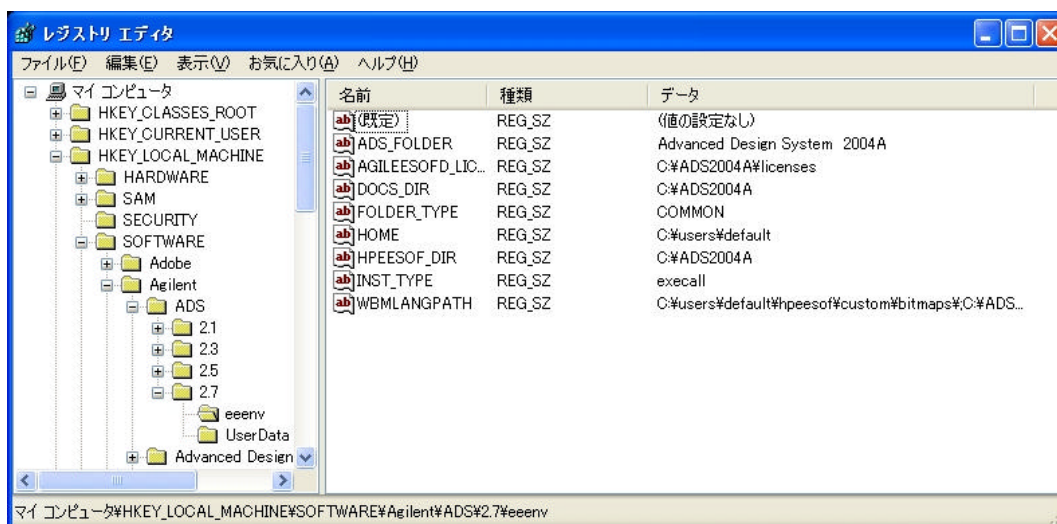 レジストリ エディタ
ファイル(F) 編集(E) 表示(V) お気に入り(A) ヘルプ(H)
マイ コンピュータ
HKEY_CLASSES_ROOT
HKEY_CURRENT_USER
HKEY_LOCAL_MACHINE
HARDWARE
SAM
SECURITY
SOFTWARE
Adobe
Agilent
ADS
2.1
2.3
2.5
2.7
eeenv
UserData
Advanced Design
名前 種類 データ
(既定) REG_SZ (値の設定なし)
ADS_FOLDER REG_SZ Advanced Design System 2004A
AGILEESOFD_LIC... REG_SZ C:¥ADS2004A¥licenses
DOCS_DIR REG_SZ C:¥ADS2004A
FOLDER_TYPE REG_SZ COMMON
HOME REG_SZ C:¥users¥default
HPEESOF_DIR REG_SZ C:¥ADS2004A
INST_TYPE REG_SZ execall
WBMLANGPATH REG_SZ C:¥users¥default¥hpeesof¥custom¥bitmaps¥;C:¥ADS...
マイ コンピュータ¥HKEY_LOCAL_MACHINE¥SOFTWARE¥Agilent¥ADS¥2.7¥eeenv